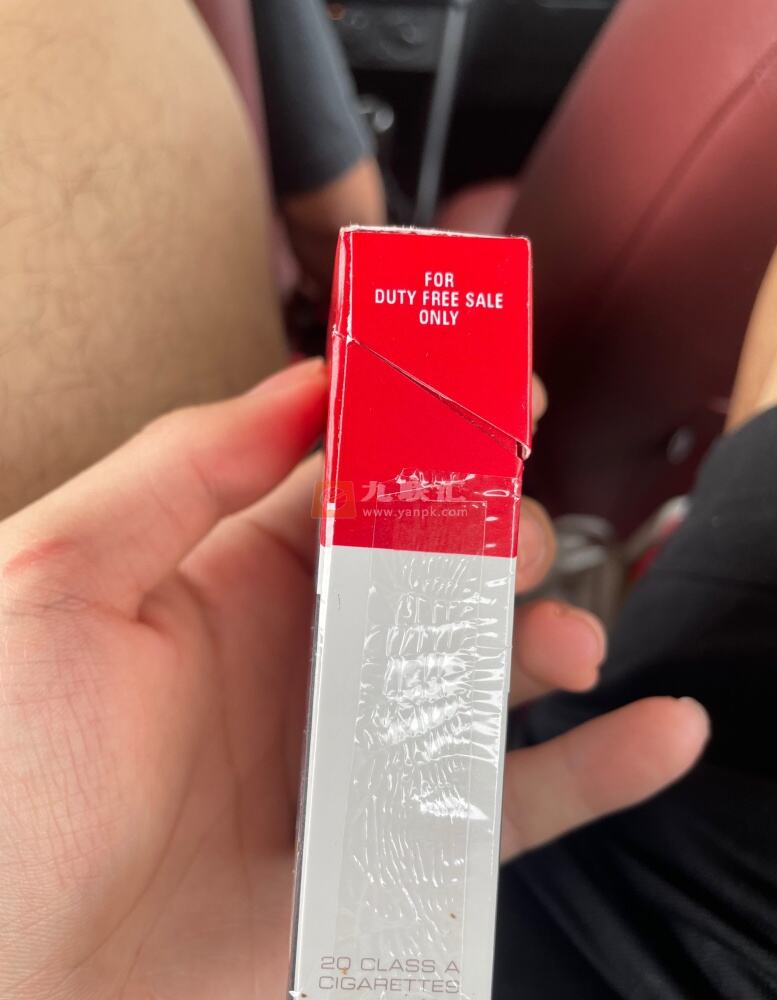 FOR
DUTY FREE SALE
ONLY
九联汇
www.yanpk.com
20 CLASS A
CIGARETTES